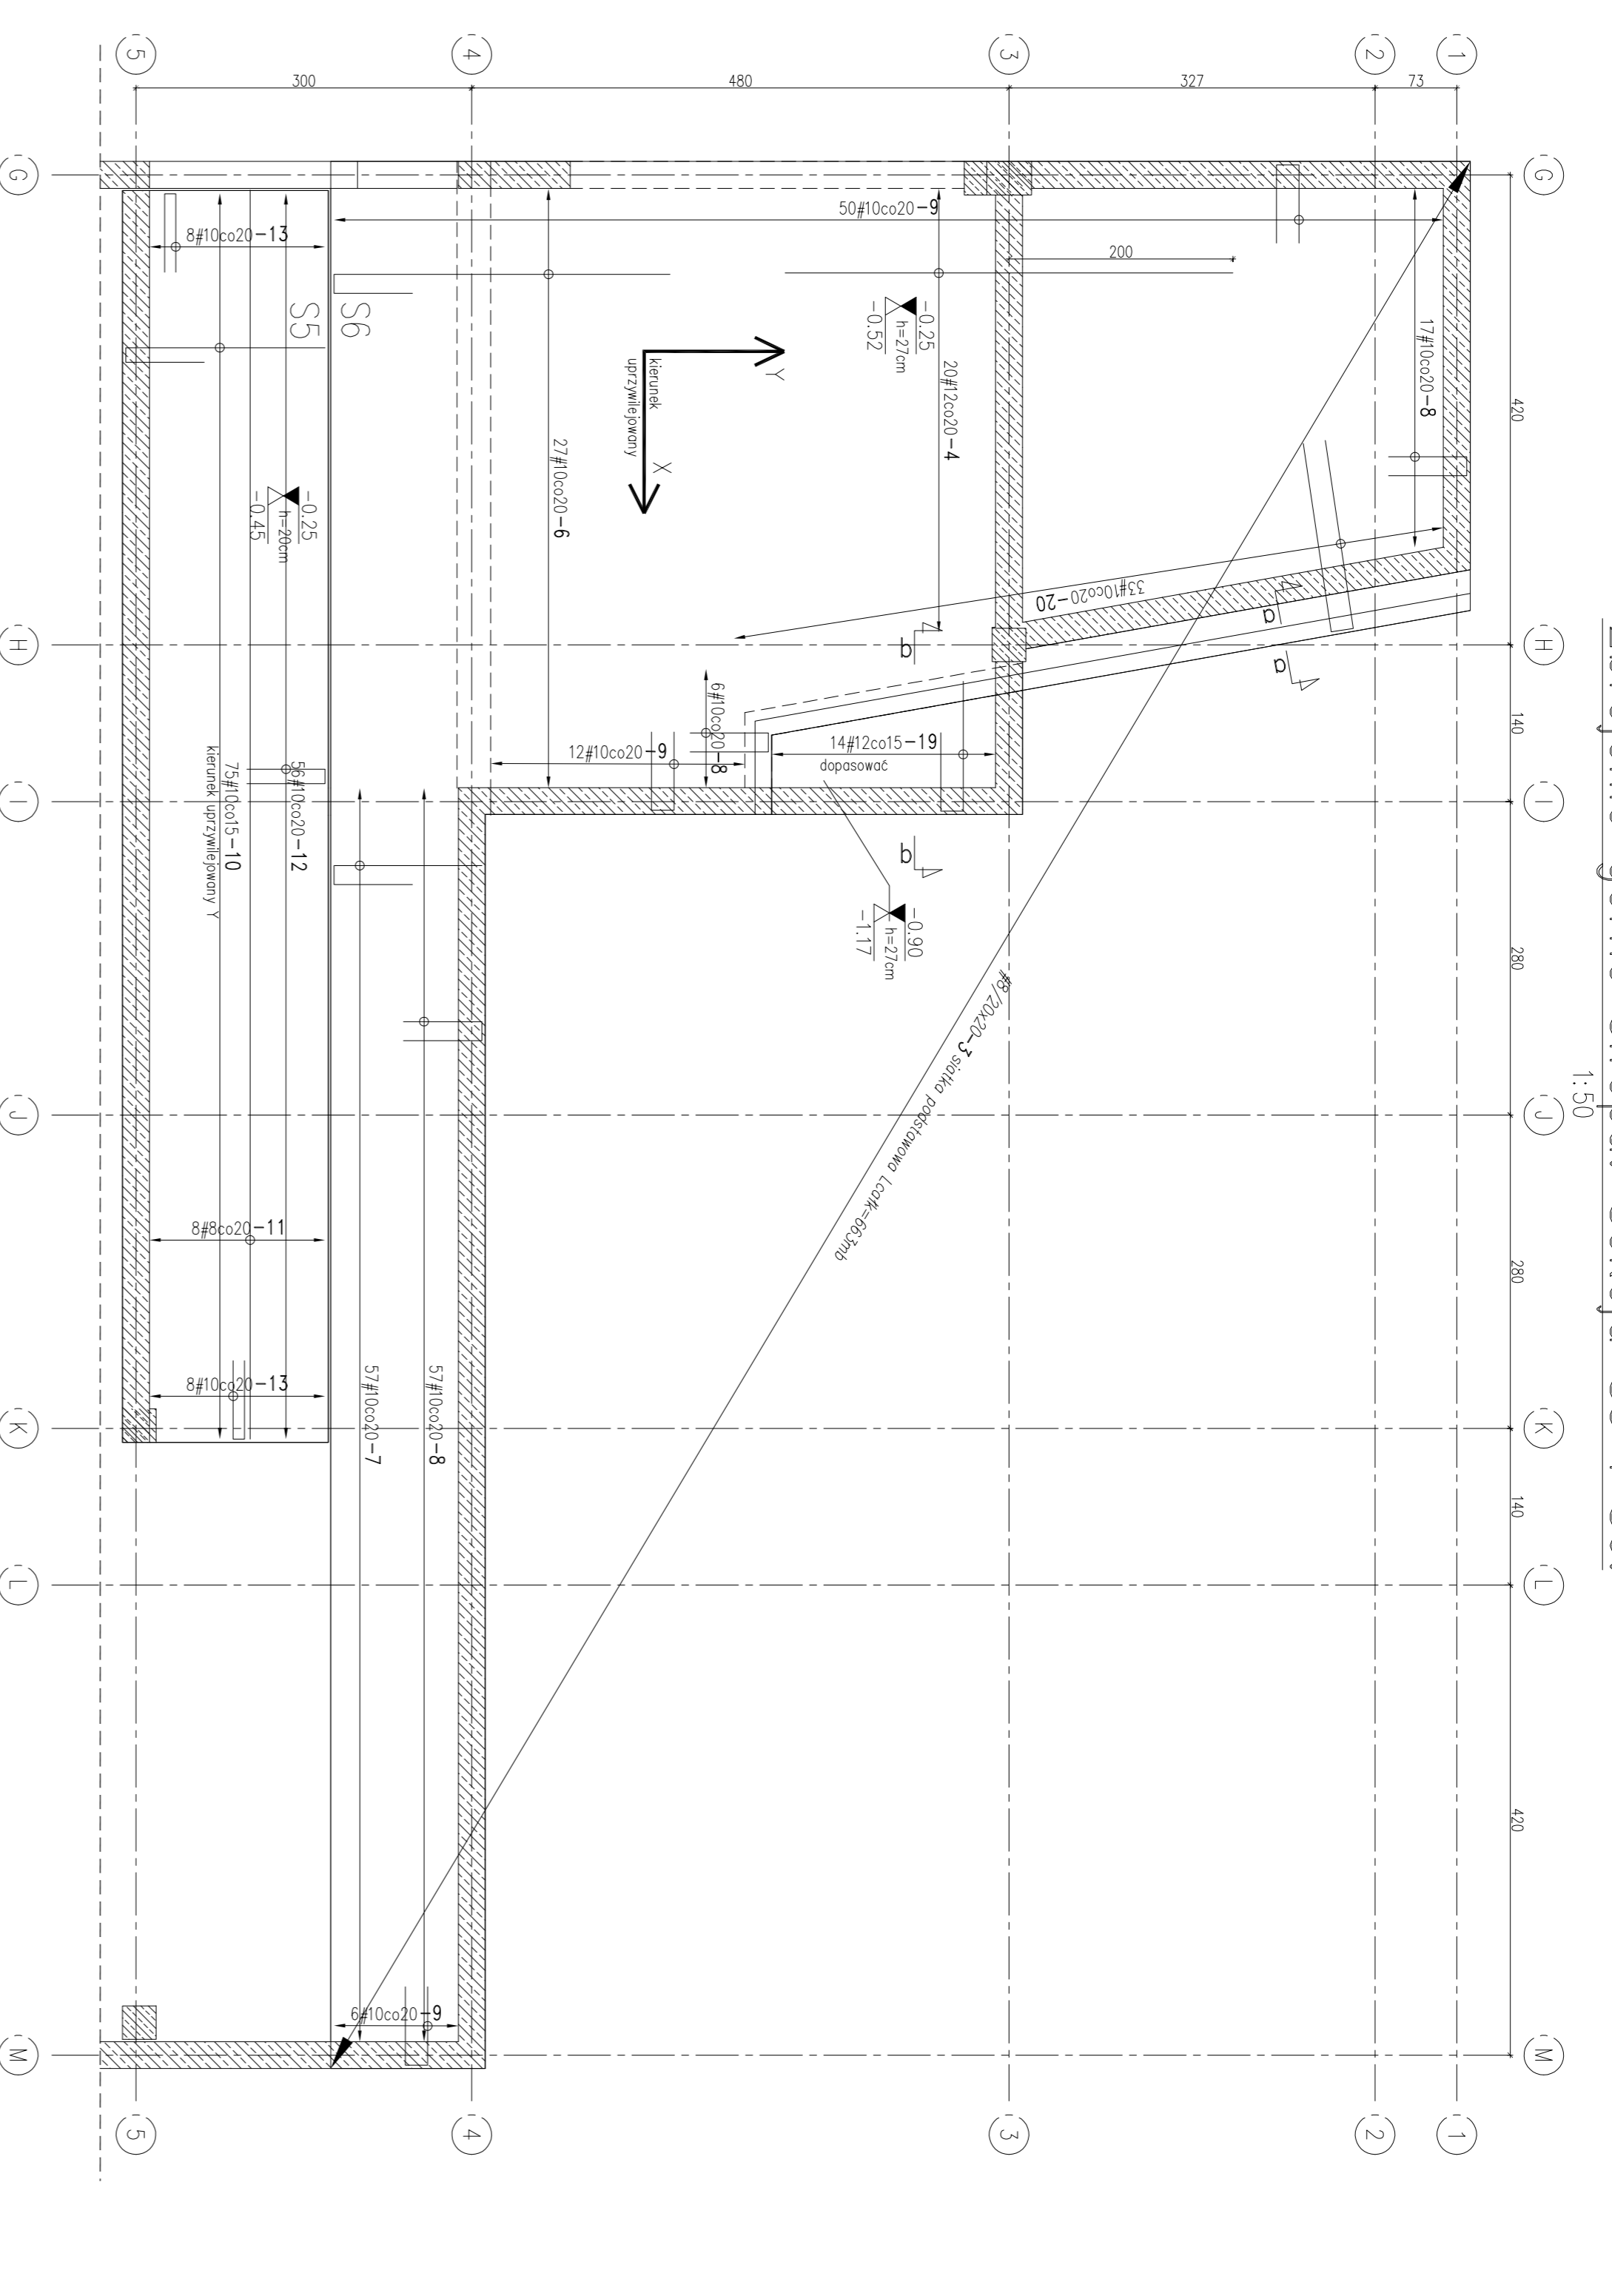 1:50
5
4
3
2
1
300
480
327
73
G
G
50#10co20-9
8#10co20-13
200
S5
S6
-0.25
h=27cm
-0.52
17#10co20-8
20#12co20-4
Y
kierunek
uprzywilejowany
X
27#10co20-6
420
-0.25
h=20cm
-0.45
33#10co20-20
a
a
H
H
b
6#10co20-8
140
12#10co20-9
14#12co15-19
dopasować
56#10co20-12
75#10co15-10
kierunek uprzywilejowany Y
I
I
b
-0.90
h=27cm
-1.17
280
#8/20x20-3 siatka podstawowa Lcałk=663mb
J
J
8#8co20-11
280
8#10co20-13
57#10co20-7
57#10co20-8
K
K
140
L
L
420
6#10co20-9
M
M
5
4
3
2
1